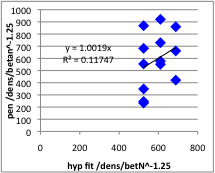 1000
900
800
700
600
500
400
300
200
100
0
y = 1.0019x
R² = 0.11747
0 200 400 600 800
pen /dens/betan^-1.25
hyp fit /dens/betN^-1.25